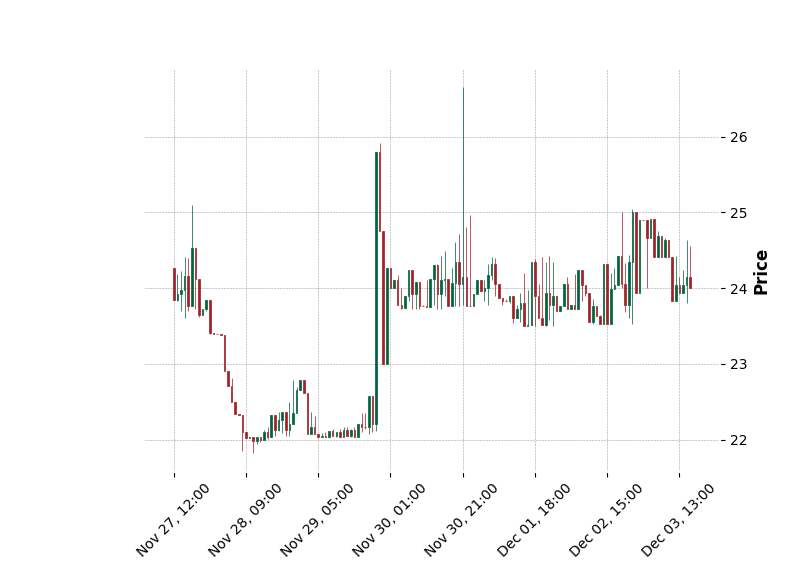 26
25
24
23
22
Price
Nov 27, 12:00
Nov 28, 09:00
Nov 29, 05:00
Nov 30, 01:00
Nov 30, 21:00
Dec 01, 18:00
Dec 02, 15:00
Dec 03, 13:00